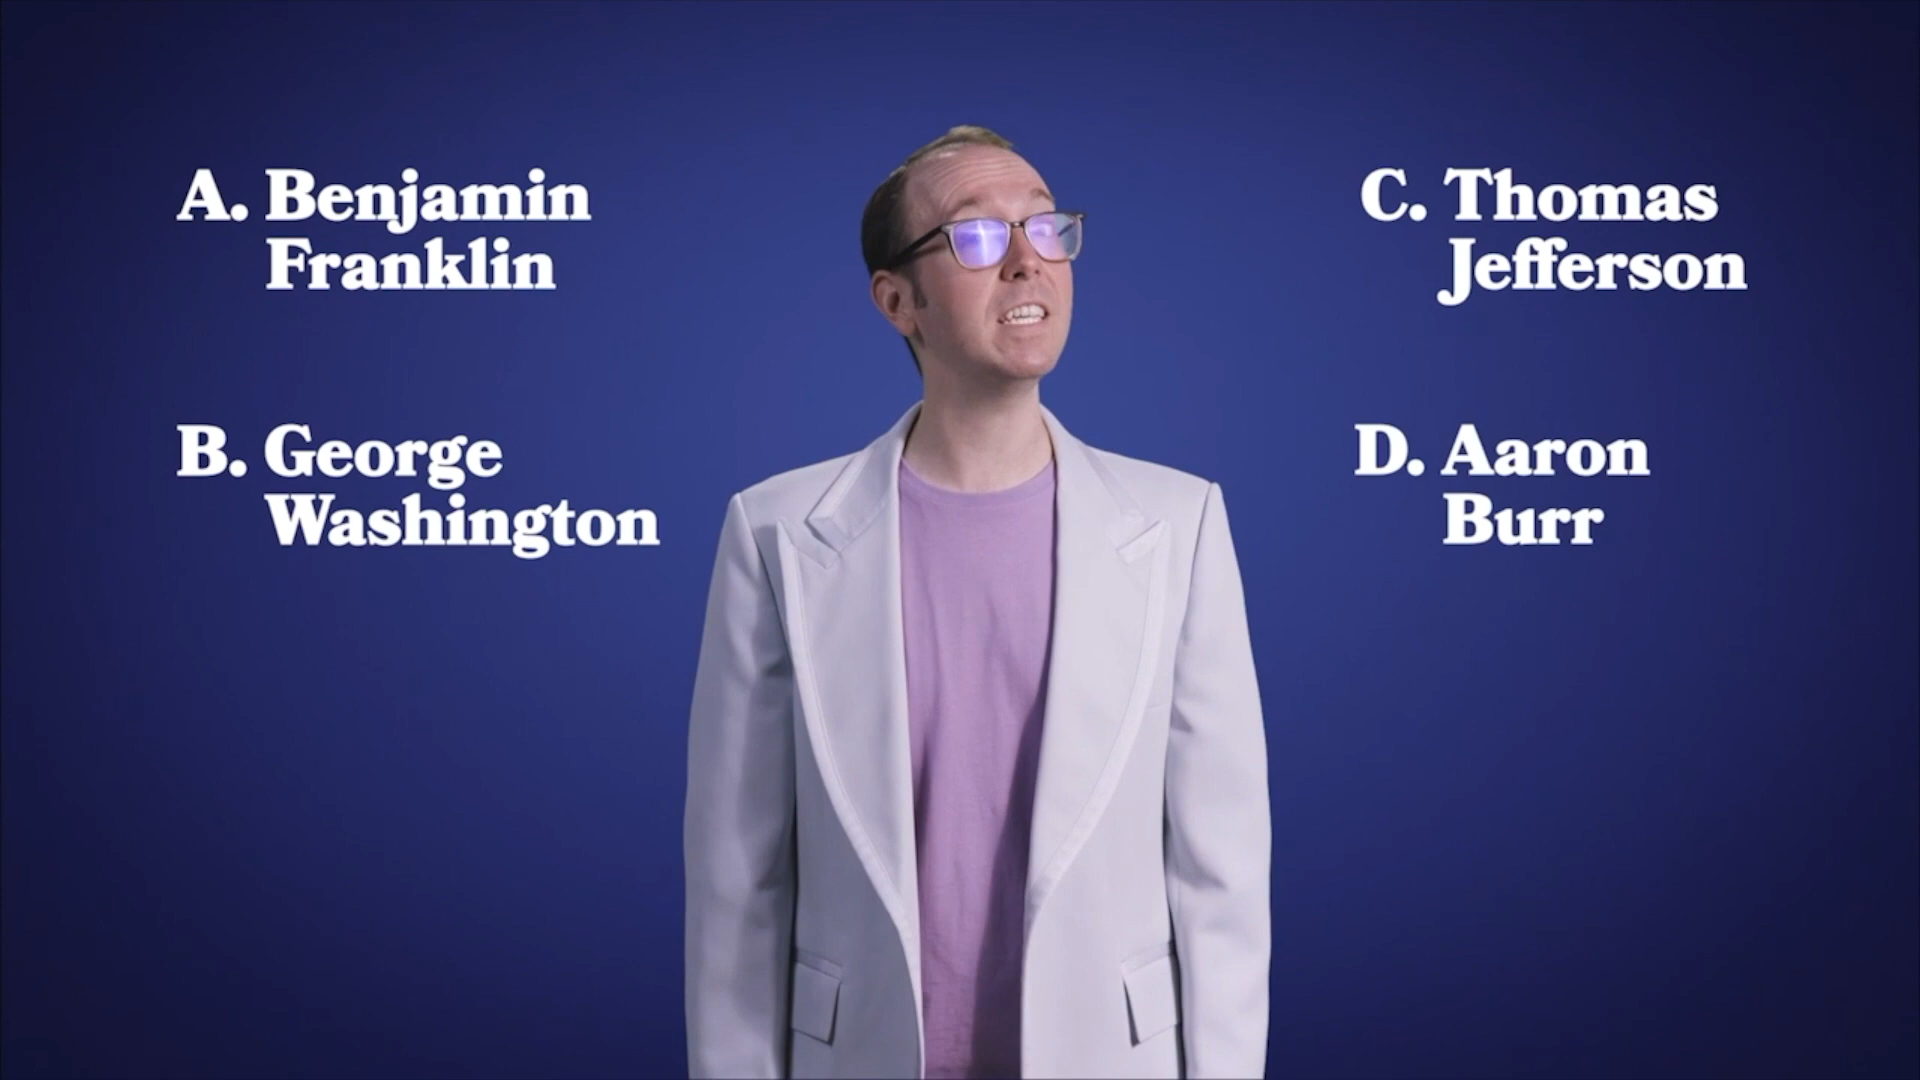 A. Benjamin
Franklin
B. George
Washington
C. Thomas
Jefferson
D. Aaron
Burr